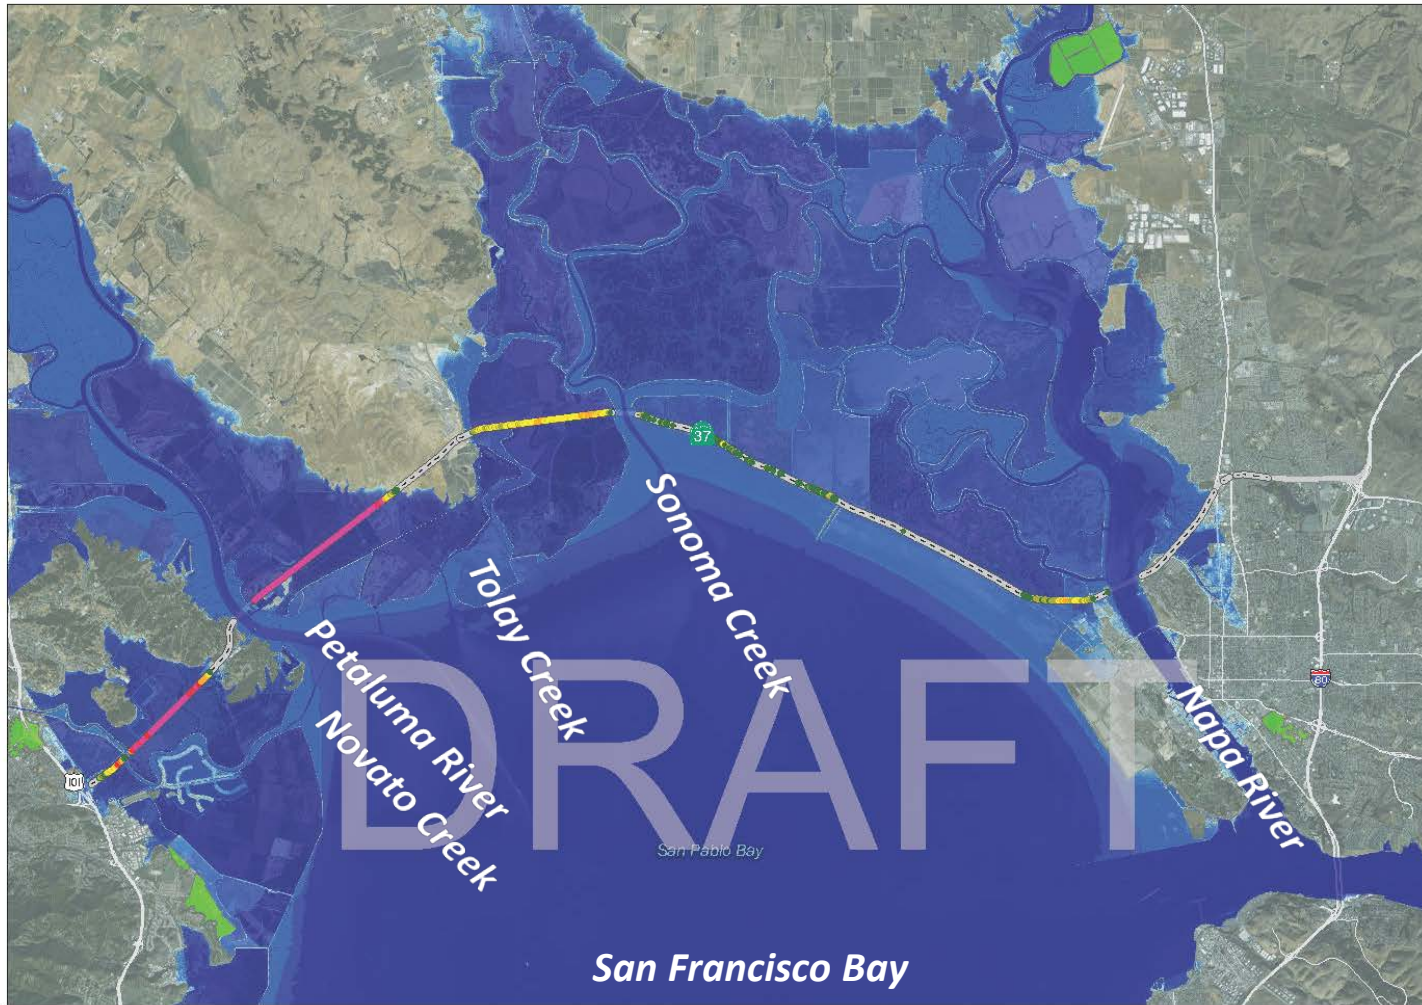 37
Sonoma Creek
Tolay Creek
Petaluma River
Novato Creek
Napa River
80
101
DRAFT
San Pablo Bay
San Francisco Bay